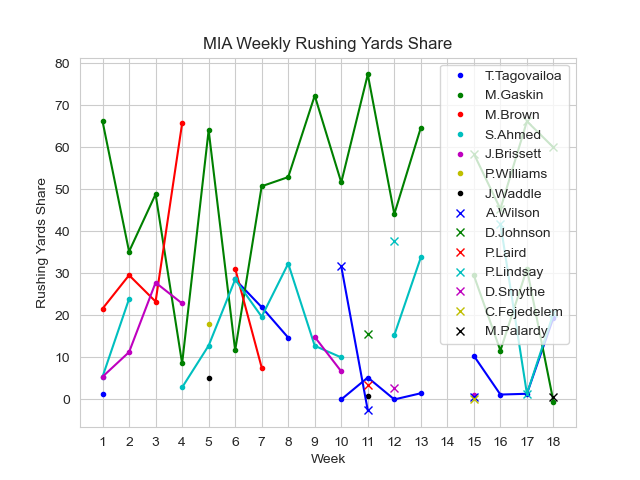 MIA Weekly Rushing Yards Share
80
70
60
50
40
30
20
10
0
Rushing Yards Share
T.Tagovailoa
M.Gaskin
M.Brown
S.Ahmed
J.Brissett
P.Williams
J.Waddle
A.Wilson
D.Johnson
P.Laird
P.Lindsay
D.Smythe
C.Fejedelem
M.Palardy
1 2 3 4 5 6 7 8 9 10 11 12 13 14 15 16 17 18
Week